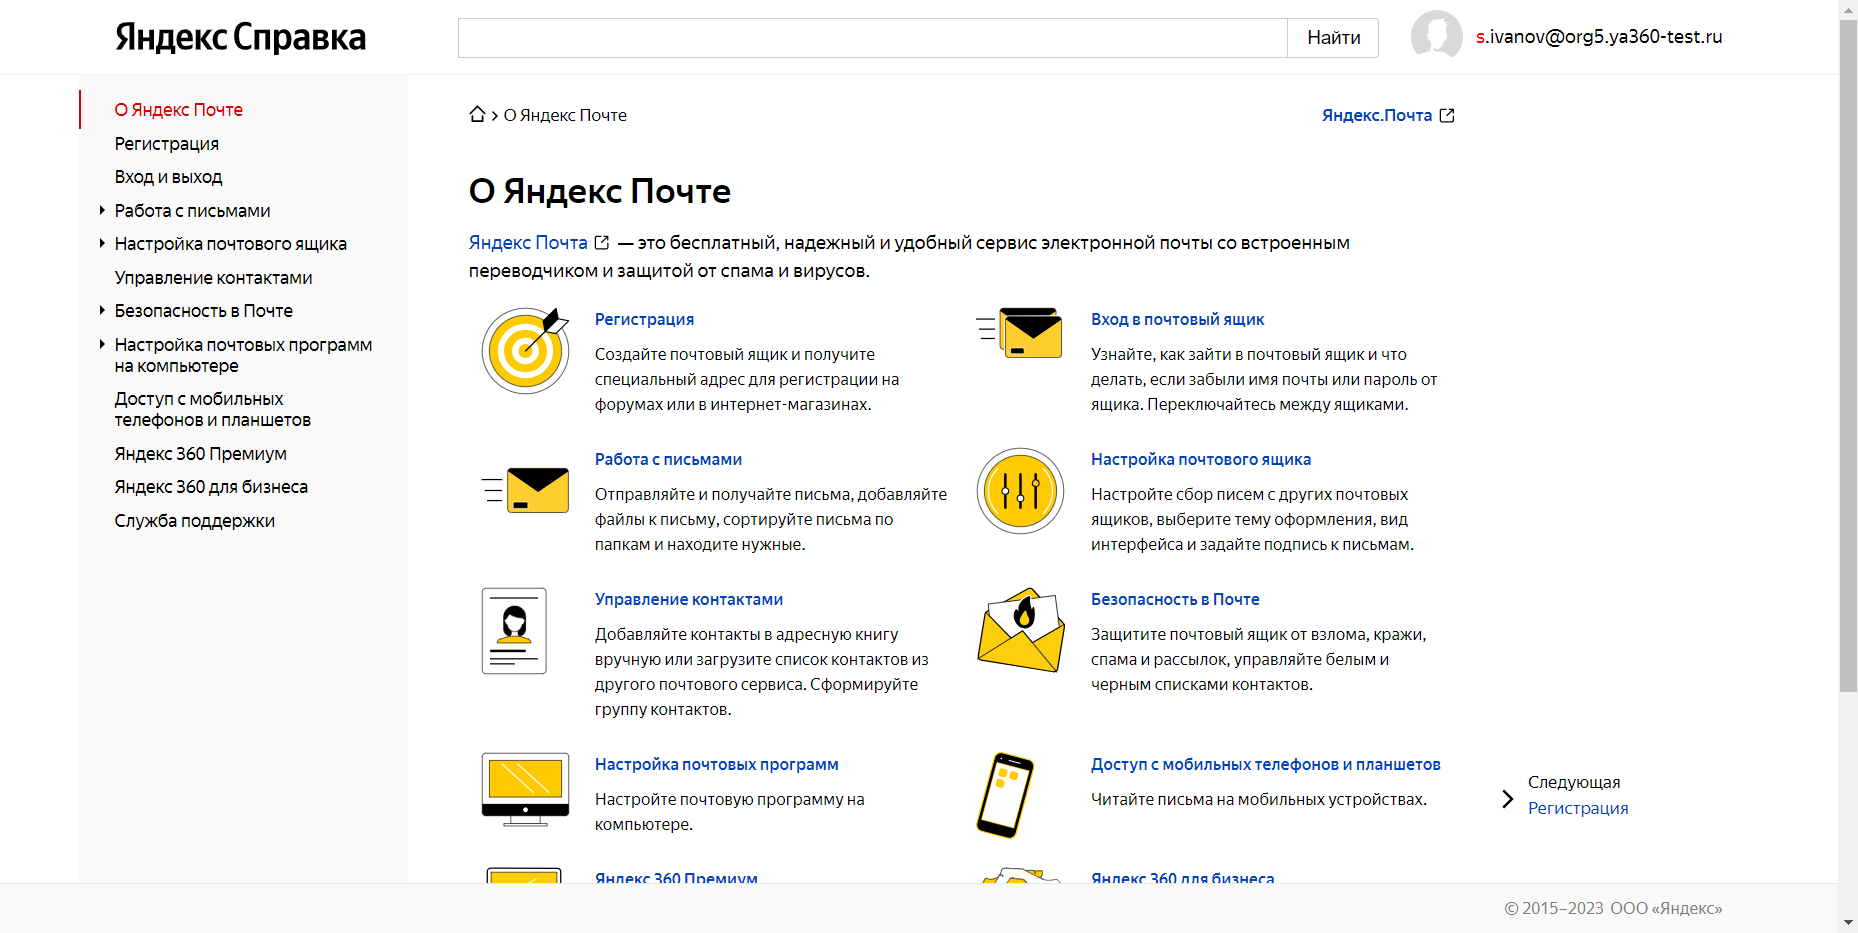 Яндекс Справка
Найти
s.ivanov@org5.ya360-test.ru
О Яндекс Почте
Регистрация
Вход и выход
Работа с письмами
Настройка почтового ящика
Управление контактами
Безопасность в Почте
Настройка почтовых программ
на компьютере
Доступ с мобильных
телефонов и планшетов
Яндекс 360 Премиум
Яндекс 360 для бизнеса
Служба поддержки
О Яндекс Почте
Яндекс.Почта
О Яндекс Почте
Яндекс Почта — это бесплатный, надежный и удобный сервис электронной почты со встроенным
переводчиком и защитой от спама и вирусов.
Регистрация
Создайте почтовый ящик и получите
специальный адрес для регистрации на
форумах или в интернет-магазинах.
Вход в почтовый ящик
Узнайте, как зайти в почтовый ящик и что
делать, если забыли имя почты или пароль от
ящика. Переключайтесь между ящиками.
Работа с письмами
Отправляйте и получайте письма, добавляйте
файлы к письму, сортируйте письма по
папкам и находите нужные.
Настройка почтового ящика
Настройте сбор писем с других почтовых
ящиков, выберите тему оформления, вид
интерфейса и задайте подпись к письмам.
Управление контактами
Добавляйте контакты в адресную книгу
вручную или загрузите список контактов из
другого почтового сервиса. Сформируйте
группу контактов.
Безопасность в Почте
Защитите почтовый ящик от взлома, кражи,
спама и рассылок, управляйте белым и
черным списками контактов.
Настройка почтовых программ
Настройте почтовую программу на
компьютере.
Доступ с мобильных телефонов и планшетов
Читайте письма на мобильных устройствах.
Следующая
Регистрация
Яндекс 360 Премиум
Яндекс 360 для бизнеса
© 2015–2023 ООО «Яндекс»